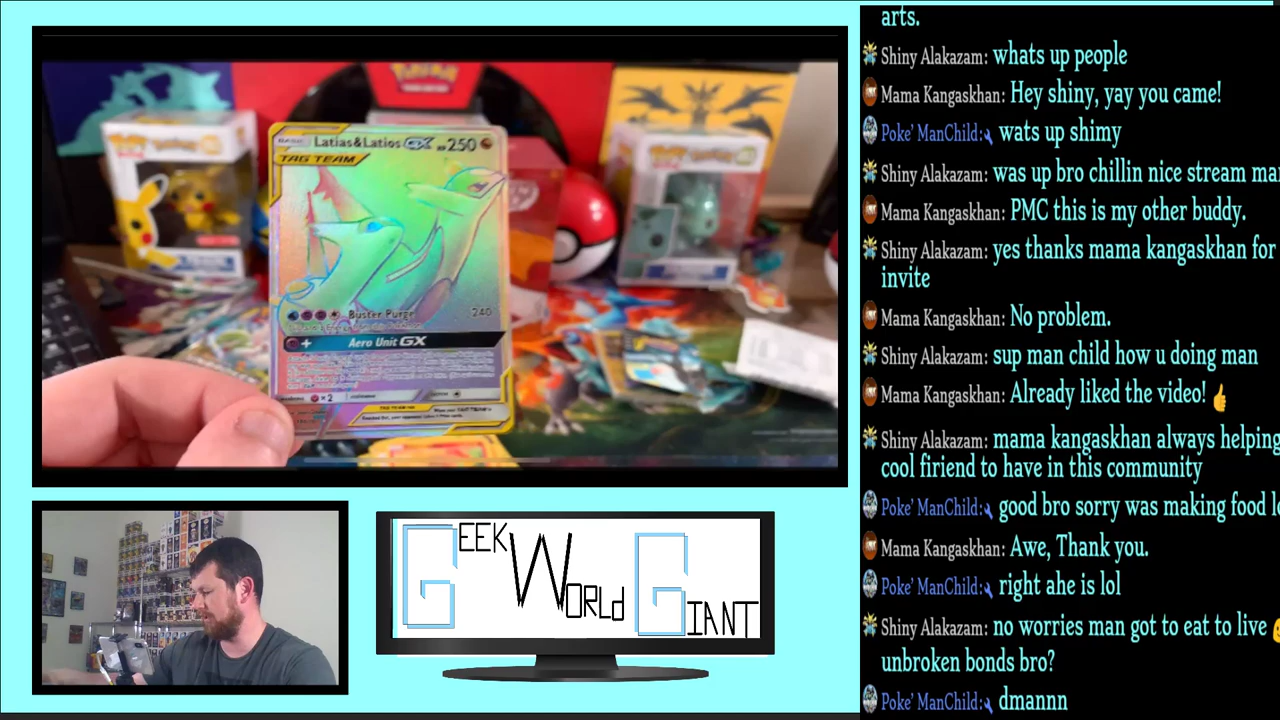 Latias&Latios GX HP 250
TAG TEAM
Buster Purge 240
Aero Unit GX
×2
GEEK WORLD GIANT
arts.
Shiny Alakazam: whats up people
Mama Kangaskhan: Hey shiny, yay you came!
Poke' ManChild: wats up shimy
Shiny Alakazam: was up bro chillin nice stream man
Mama Kangaskhan: PMC this is my other buddy.
Shiny Alakazam: yes thanks mama kangaskhan for
invite
Mama Kangaskhan: No problem.
Shiny Alakazam: sup man child how u doing man
Mama Kangaskhan: Already liked the video! 👍
Shiny Alakazam: mama kangaskhan always helping
cool firiend to have in this community
Poke' ManChild: good bro sorry was making food
Mama Kangaskhan: Awe, Thank you.
Poke' ManChild: right ahe is lol
Shiny Alakazam: no worries man got to eat to live
unbroken bonds bro?
Poke' ManChild: dmannn